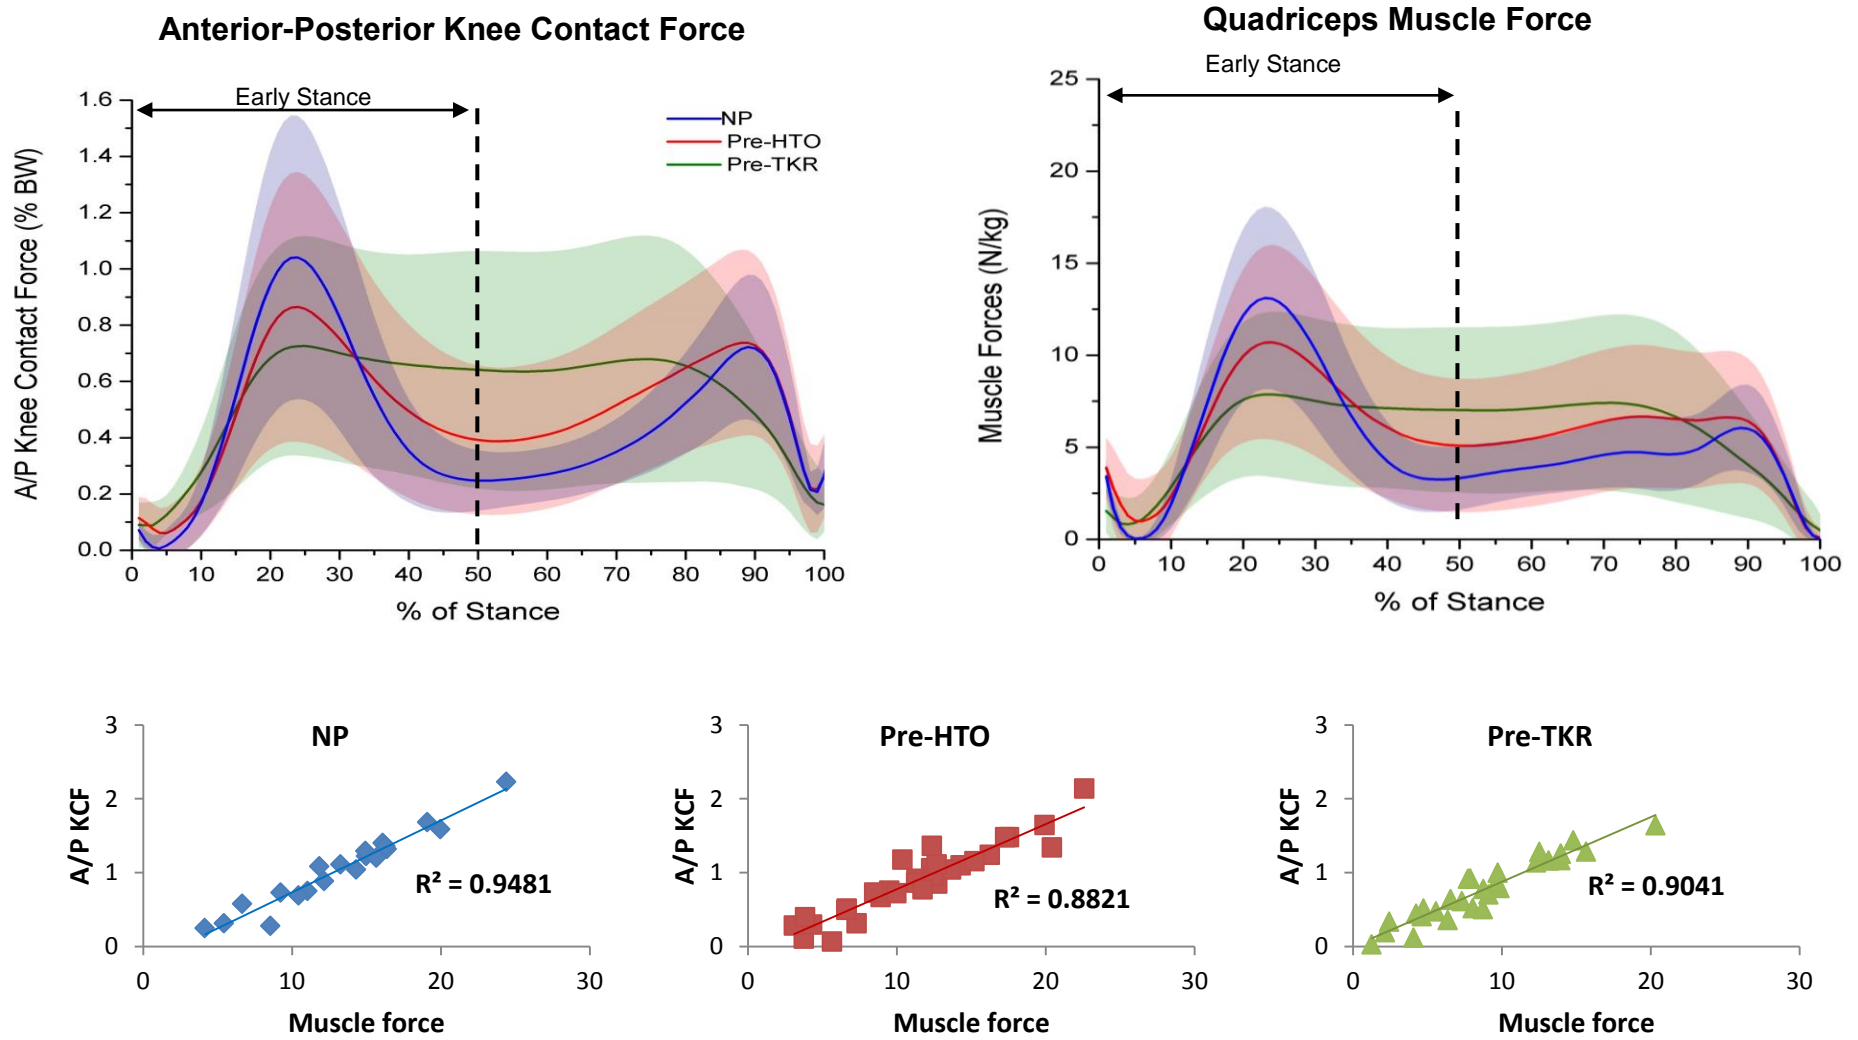 Anterior-Posterior Knee Contact Force
Early Stance
NP
Pre-HTO
Pre-TKR
A/P Knee Contact Force (% BW)
1.6
1.4
1.2
1.0
0.8
0.6
0.4
0.2
0.0
0 10 20 30 40 50 60 70 80 90 100
% of Stance
Quadriceps Muscle Force
Early Stance
Muscle Forces (N/kg)
25
20
15
10
5
0
0 10 20 30 40 50 60 70 80 90 100
% of Stance
NP
A/P KCF
3
2
1
0
R² = 0.9481
0 10 20 30
Muscle force
Pre-HTO
A/P KCF
3
2
1
0
R² = 0.8821
0 10 20 30
Muscle force
Pre-TKR
A/P KCF
3
2
1
0
R² = 0.9041
0 10 20 30
Muscle force